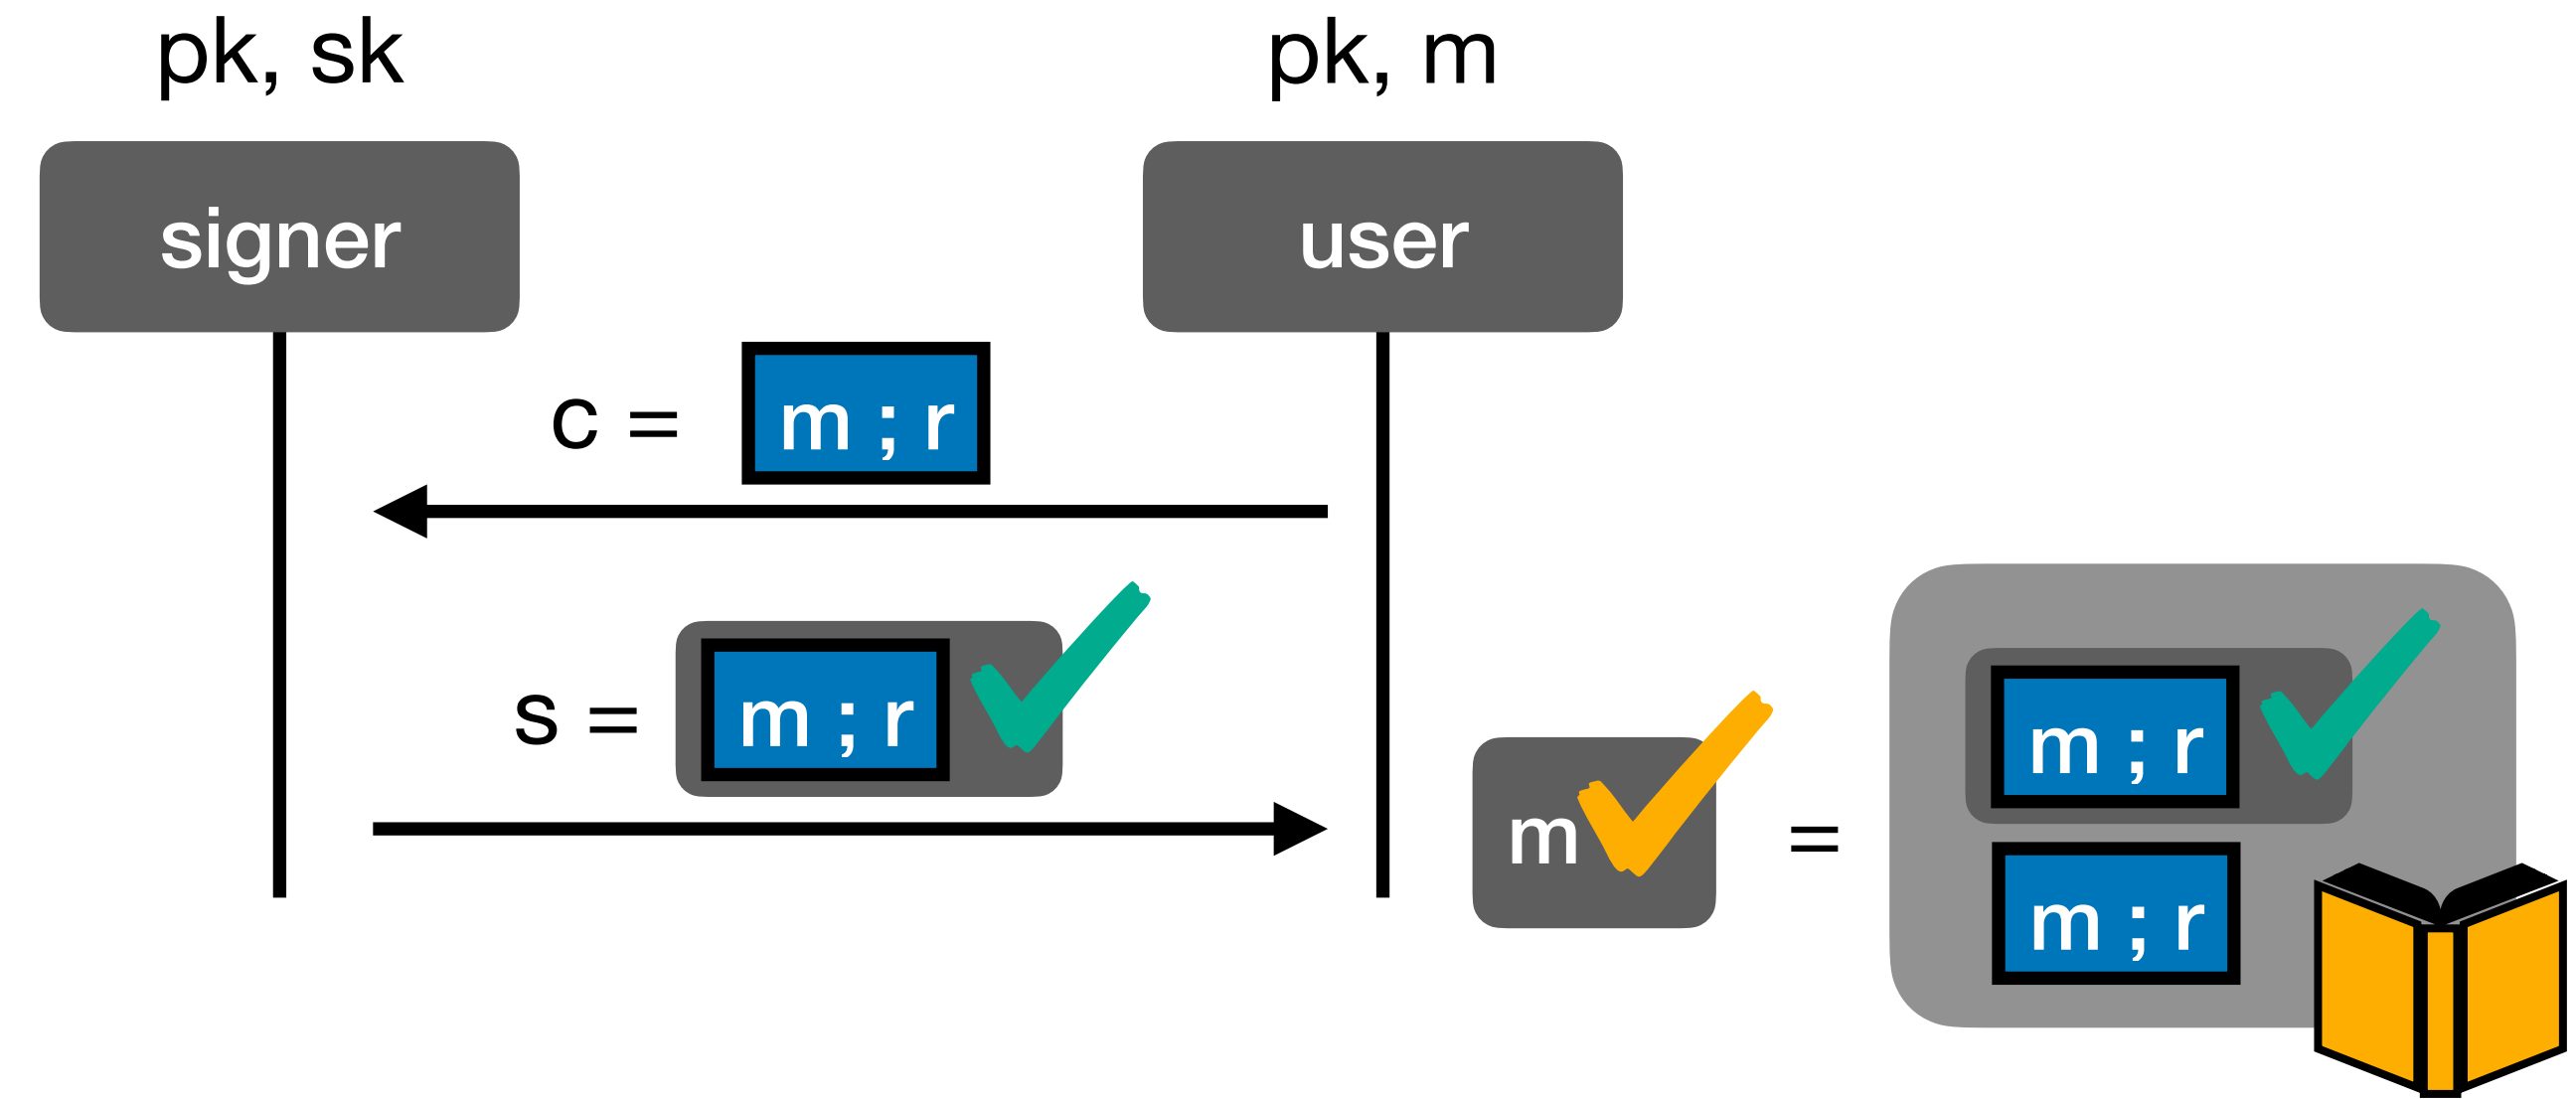 pk, sk
pk, m
signer
user
c = m ; r
s = m ; r
m = m ; r
m ; r